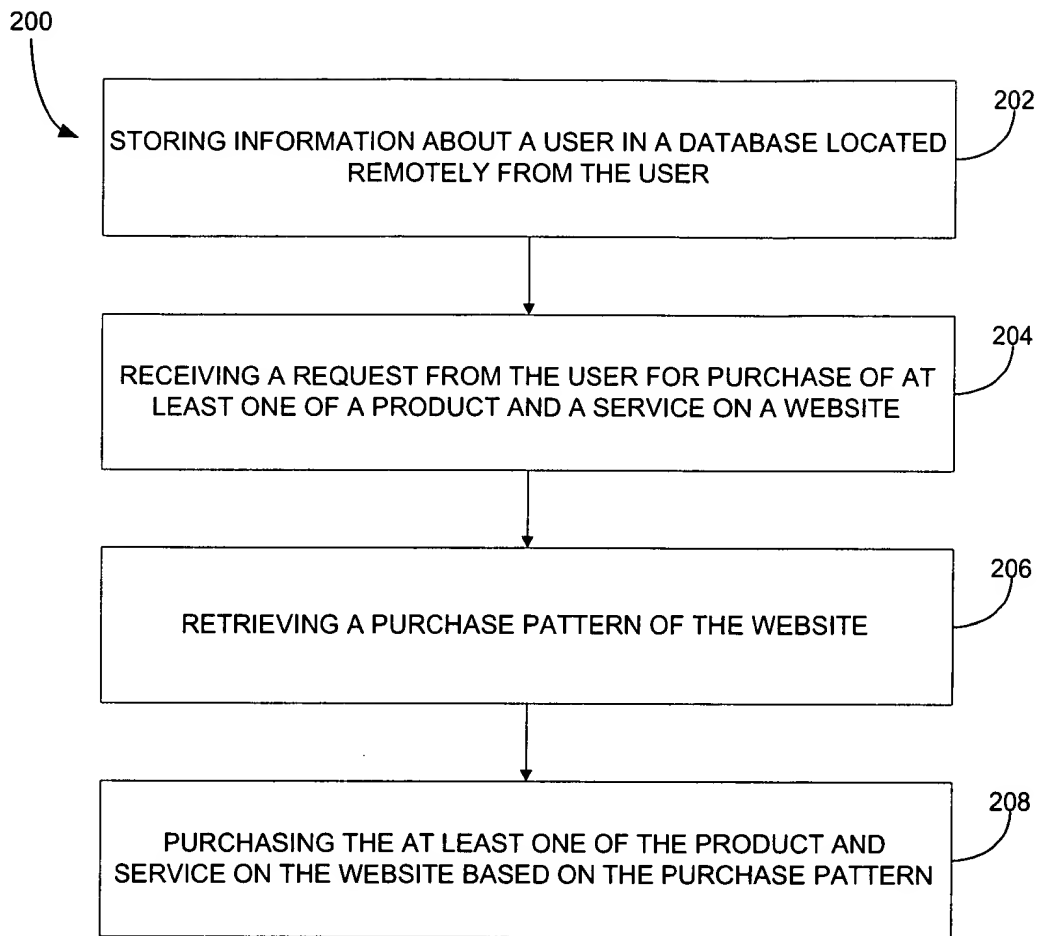 200
202
STORING INFORMATION ABOUT A USER IN A DATABASE LOCATED
REMOTELY FROM THE USER
204
RECEIVING A REQUEST FROM THE USER FOR PURCHASE OF AT
LEAST ONE OF A PRODUCT AND A SERVICE ON A WEBSITE
206
RETRIEVING A PURCHASE PATTERN OF THE WEBSITE
208
PURCHASING THE AT LEAST ONE OF THE PRODUCT AND
SERVICE ON THE WEBSITE BASED ON THE PURCHASE PATTERN